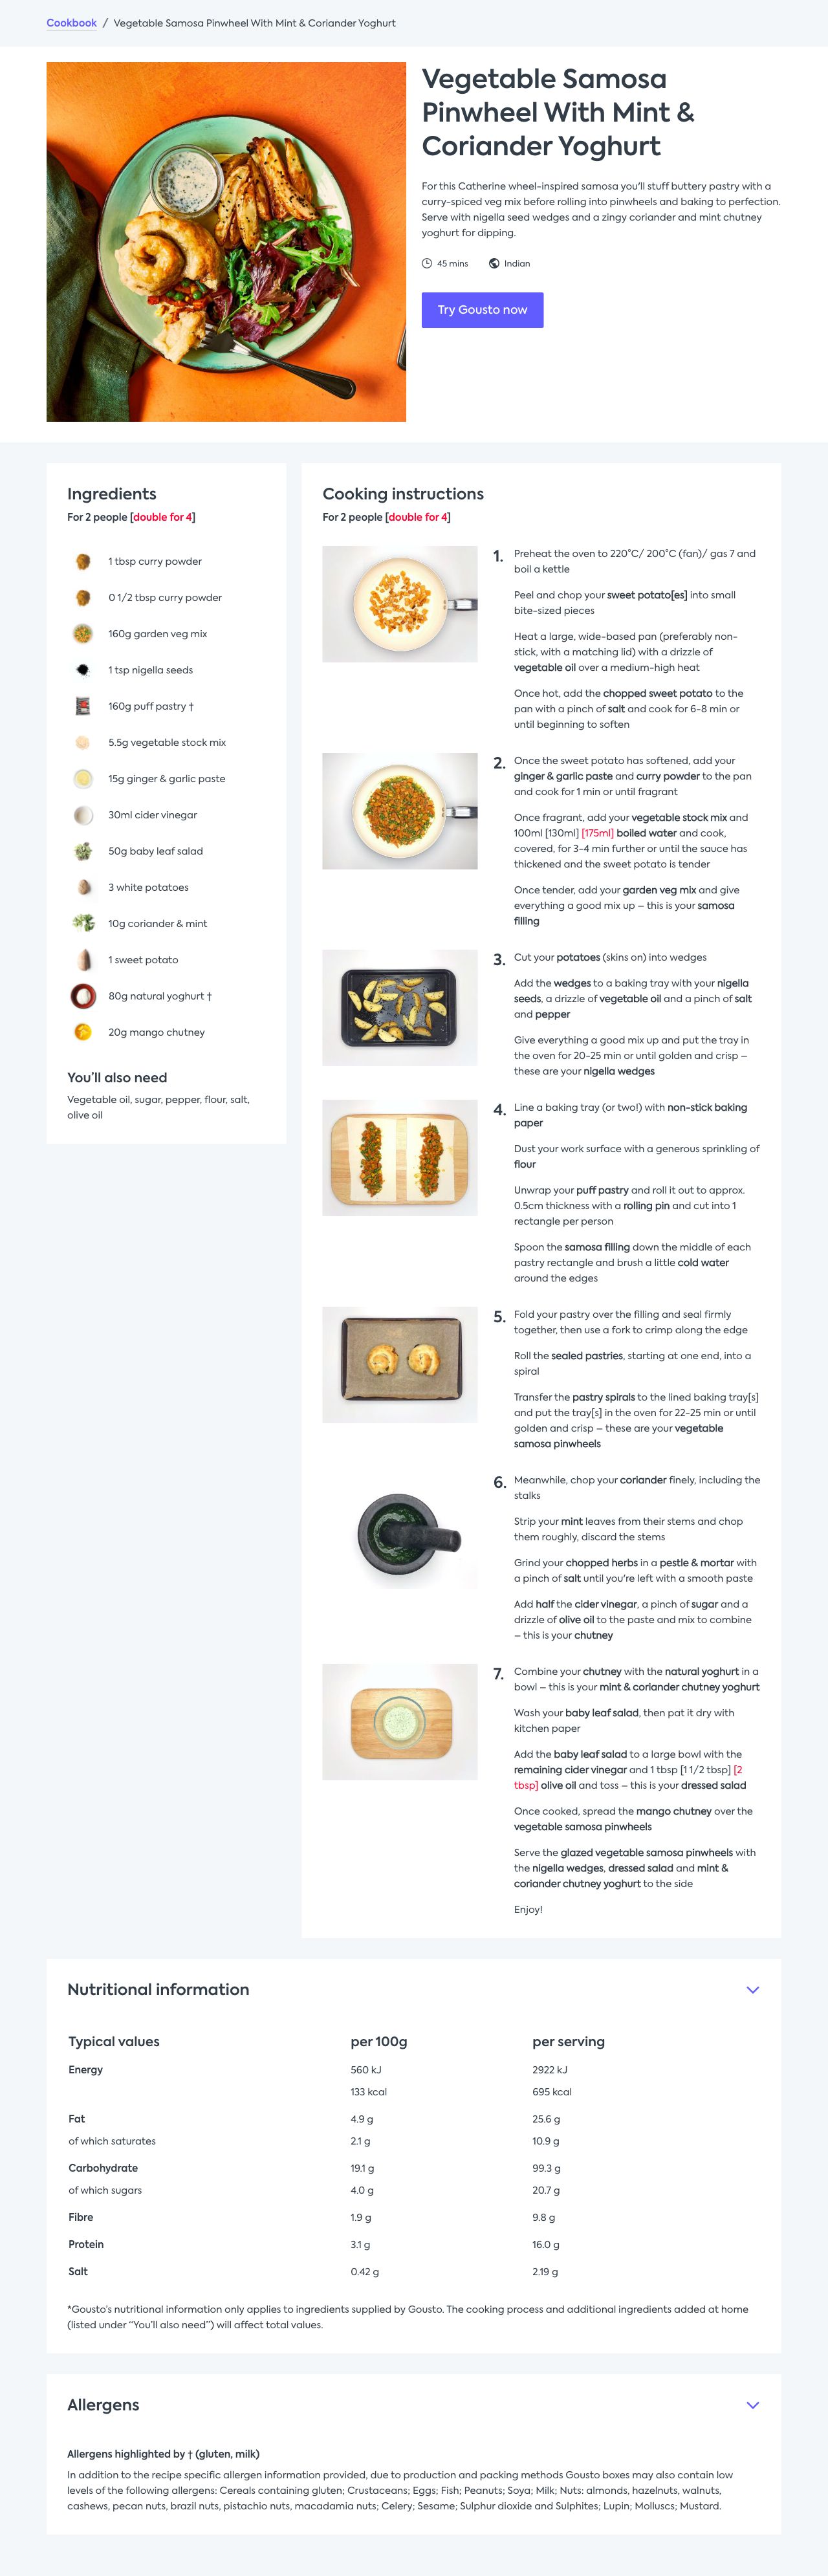 Cookbook / Vegetable Samosa Pinwheel With Mint & Coriander Yoghurt
Vegetable Samosa
Pinwheel With Mint &
Coriander Yoghurt
For this Catherine wheel-inspired samosa you'll stuff buttery pastry with a
curry-spiced veg mix before rolling into pinwheels and baking to perfection.
Serve with nigella seed wedges and a zingy coriander and mint chutney
yoghurt for dipping.
45 mins Indian
Try Gousto now
Ingredients
For 2 people [double for 4]
1 tbsp curry powder
0 1/2 tbsp curry powder
160g garden veg mix
1 tsp nigella seeds
160g puff pastry †
5.5g vegetable stock mix
15g ginger & garlic paste
30ml cider vinegar
50g baby leaf salad
3 white potatoes
10g coriander & mint
1 sweet potato
80g natural yoghurt †
20g mango chutney
You'll also need
Vegetable oil, sugar, pepper, flour, salt,
olive oil
Cooking instructions
For 2 people [double for 4]
1. Preheat the oven to 220°C/ 200°C (fan)/ gas 7 and
boil a kettle
Peel and chop your sweet potato[es] into small
bite-sized pieces
Heat a large, wide-based pan (preferably non-
stick, with a matching lid) with a drizzle of
vegetable oil over a medium-high heat
Once hot, add the chopped sweet potato to the
pan with a pinch of salt and cook for 6-8 min or
until beginning to soften
2. Once the sweet potato has softened, add your
ginger & garlic paste and curry powder to the pan
and cook for 1 min or until fragrant
Once fragrant, add your vegetable stock mix and
100ml [130ml] [175ml] boiled water and cook,
covered, for 3-4 min further or until the sauce has
thickened and the sweet potato is tender
Once tender, add your garden veg mix and give
everything a good mix up – this is your samosa
filling
3. Cut your potatoes (skins on) into wedges
Add the wedges to a baking tray with your nigella
seeds, a drizzle of vegetable oil and a pinch of salt
and pepper
Give everything a good mix up and put the tray in
the oven for 20-25 min or until golden and crisp –
these are your nigella wedges
4. Line a baking tray (or two!) with non-stick baking
paper
Dust your work surface with a generous sprinkling of
flour
Unwrap your puff pastry and roll it out to approx.
0.5cm thickness with a rolling pin and cut into 1
rectangle per person
Spoon the samosa filling down the middle of each
pastry rectangle and brush a little cold water
around the edges
5. Fold your pastry over the filling and seal firmly
together, then use a fork to crimp along the edge
Roll the sealed pastries, starting at one end, into a
spiral
Transfer the pastry spirals to the lined baking tray[s]
and put the tray[s] in the oven for 22-25 min or until
golden and crisp – these are your vegetable
samosa pinwheels
6. Meanwhile, chop your coriander finely, including the
stalks
Strip your mint leaves from their stems and chop
them roughly, discard the stems
Grind your chopped herbs in a pestle & mortar with
a pinch of salt until you're left with a smooth paste
Add half the cider vinegar, a pinch of sugar and a
drizzle of olive oil to the paste and mix to combine
– this is your chutney
7. Combine your chutney with the natural yoghurt in a
bowl – this is your mint & coriander chutney yoghurt
Wash your baby leaf salad, then pat it dry with
kitchen paper
Add the baby leaf salad to a large bowl with the
remaining cider vinegar and 1 tbsp [1 1/2 tbsp] [2
tbsp] olive oil and toss – this is your dressed salad
Once cooked, spread the mango chutney over the
vegetable samosa pinwheels
Serve the glazed vegetable samosa pinwheels with
the nigella wedges, dressed salad and mint &
coriander chutney yoghurt to the side
Enjoy!
Nutritional information
Typical values per 100g per serving
Energy 560 kJ 2922 kJ
133 kcal 695 kcal
Fat 4.9 g 25.6 g
of which saturates 2.1 g 10.9 g
Carbohydrate 19.1 g 99.3 g
of which sugars 4.0 g 20.7 g
Fibre 1.9 g 9.8 g
Protein 3.1 g 16.0 g
Salt 0.42 g 2.19 g
*Gousto's nutritional information only applies to ingredients supplied by Gousto. The cooking process and additional ingredients added at home
(listed under "You'll also need") will affect total values.
Allergens
Allergens highlighted by † (gluten, milk)
In addition to the recipe specific allergen information provided, due to production and packing methods Gousto boxes may also contain low
levels of the following allergens: Cereals containing gluten; Crustaceans; Eggs; Fish; Peanuts; Soya; Milk; Nuts: almonds, hazelnuts, walnuts,
cashews, pecan nuts, brazil nuts, pistachio nuts, macadamia nuts; Celery; Sesame; Sulphur dioxide and Sulphites; Lupin; Molluscs; Mustard.